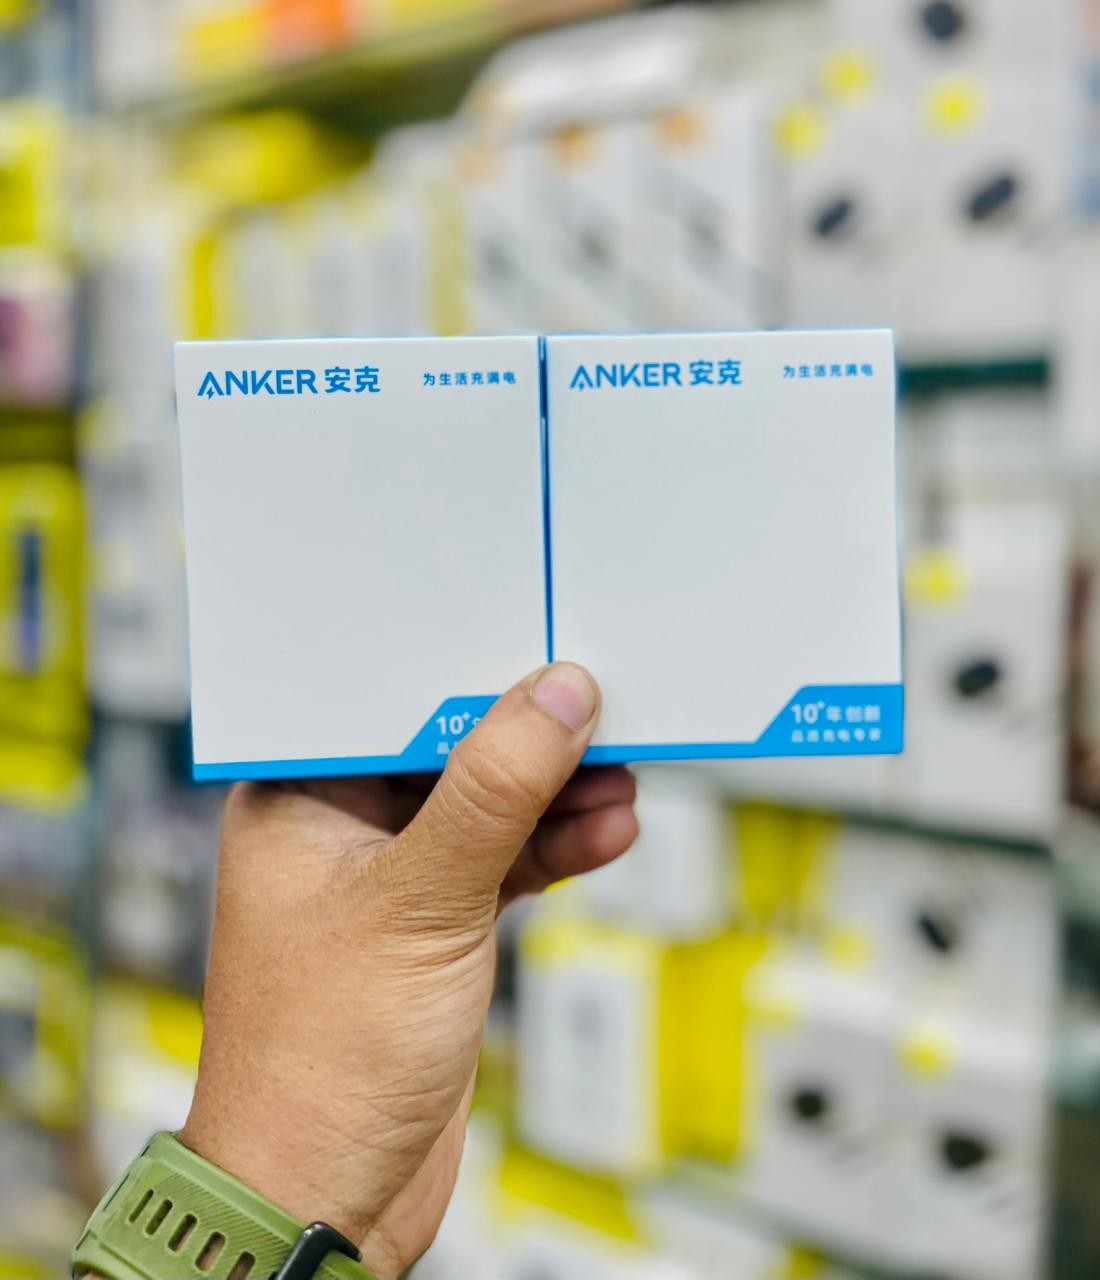 ANKER 安克
为生活充满电
10+
ANKER 安克
为生活充满电
10+年创新
品质充电专家